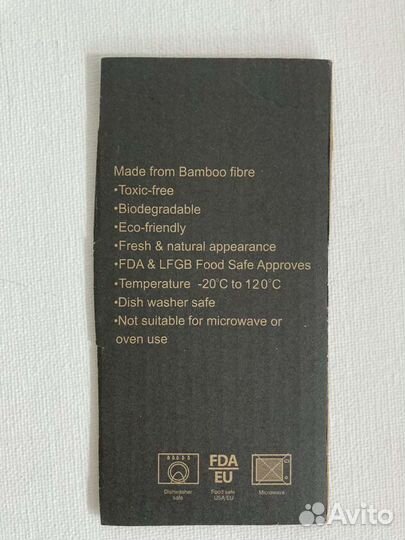 Made from Bamboo fibre
•Toxic-free
•Biodegradable
•Eco-friendly
•Fresh & natural appearance
•FDA & LFGB Food Safe Approves
•Temperature -20°C to 120°C
•Dish washer safe
•Not suitable for microwave or
oven use
FDA
EU
Dishwasher
safe
Food safe
USA/EU
Microwave
Avito